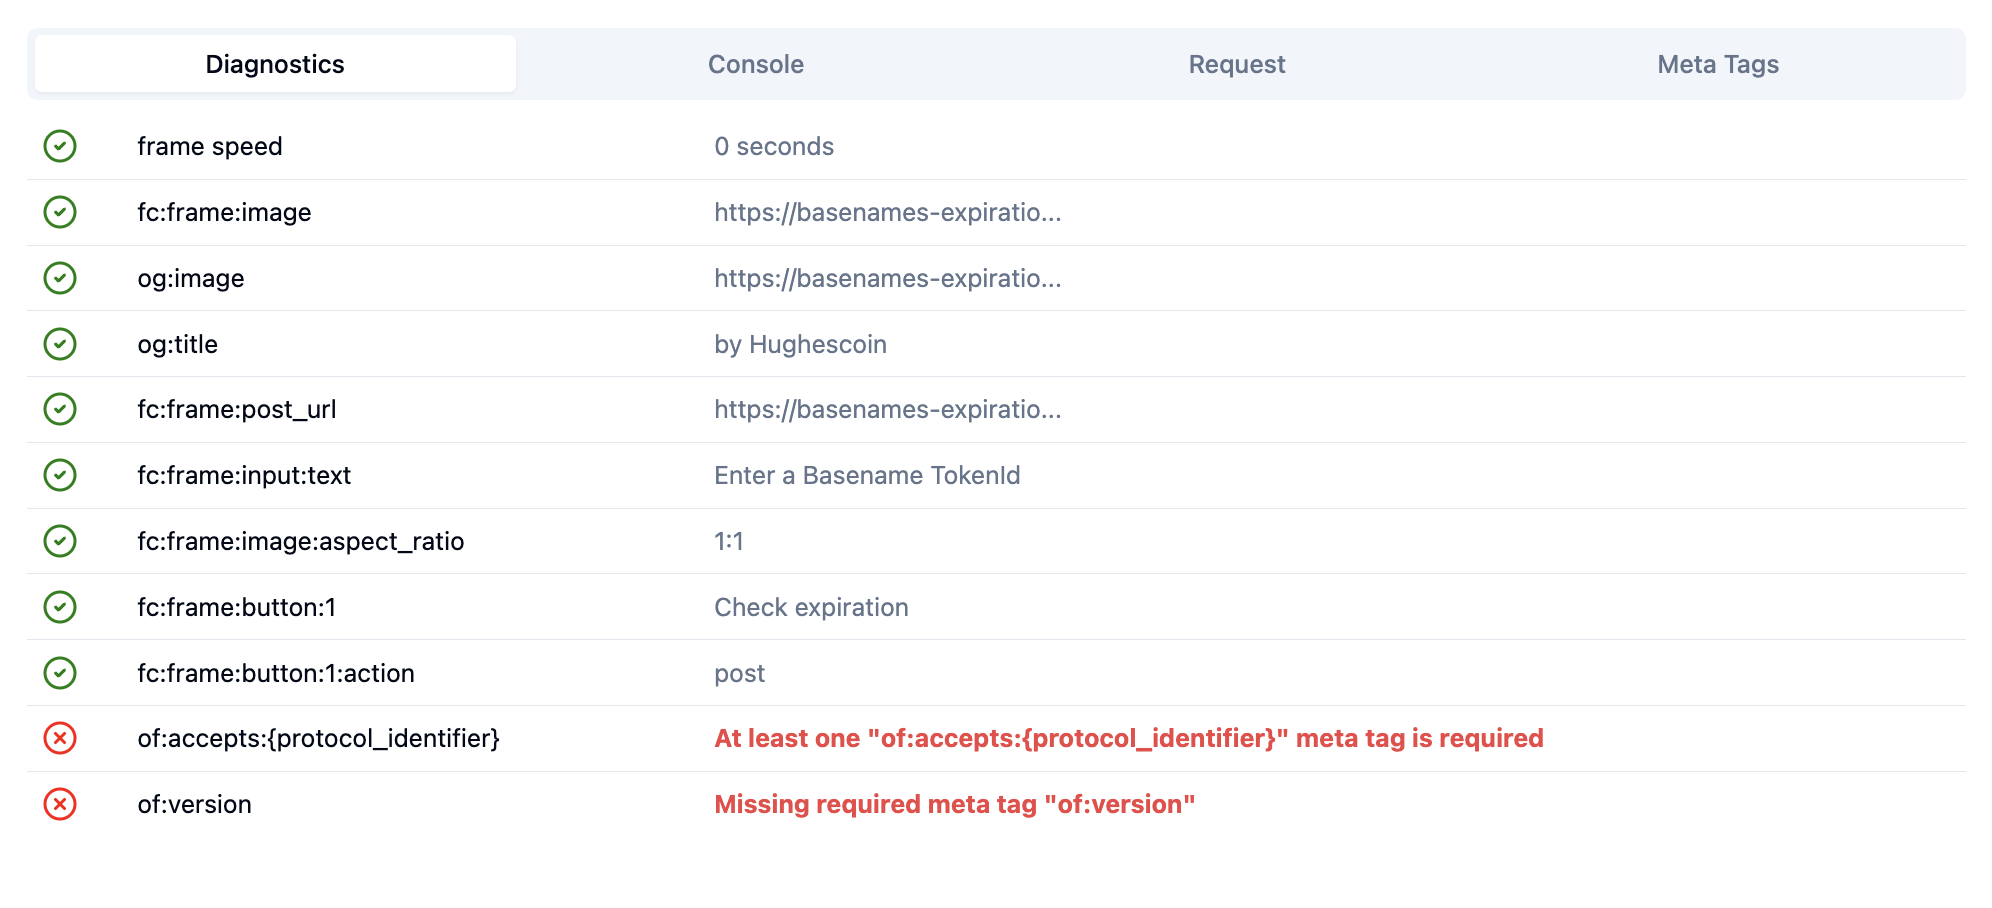 Diagnostics Console Request Meta Tags
frame speed 0 seconds
fc:frame:image https://basenames-expiratio...
og:image https://basenames-expiratio...
og:title by Hughescoin
fc:frame:post_url https://basenames-expiratio...
fc:frame:input:text Enter a Basename TokenId
fc:frame:image:aspect_ratio 1:1
fc:frame:button:1 Check expiration
fc:frame:button:1:action post
of:accepts:{protocol_identifier} At least one "of:accepts:{protocol_identifier}" meta tag is required
of:version Missing required meta tag "of:version"